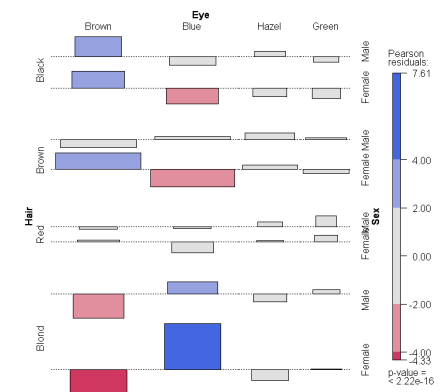 Eye
Brown Blue Hazel Green
Black
Male
Female
Brown
Male
Female
Hair
Red
Male
Female
Sex
Blond
Male
Female
Pearson
residuals:
7.61
4.00
2.00
0.00
-2.00
-4.00
-4.33
p-value =
< 2.22e-16